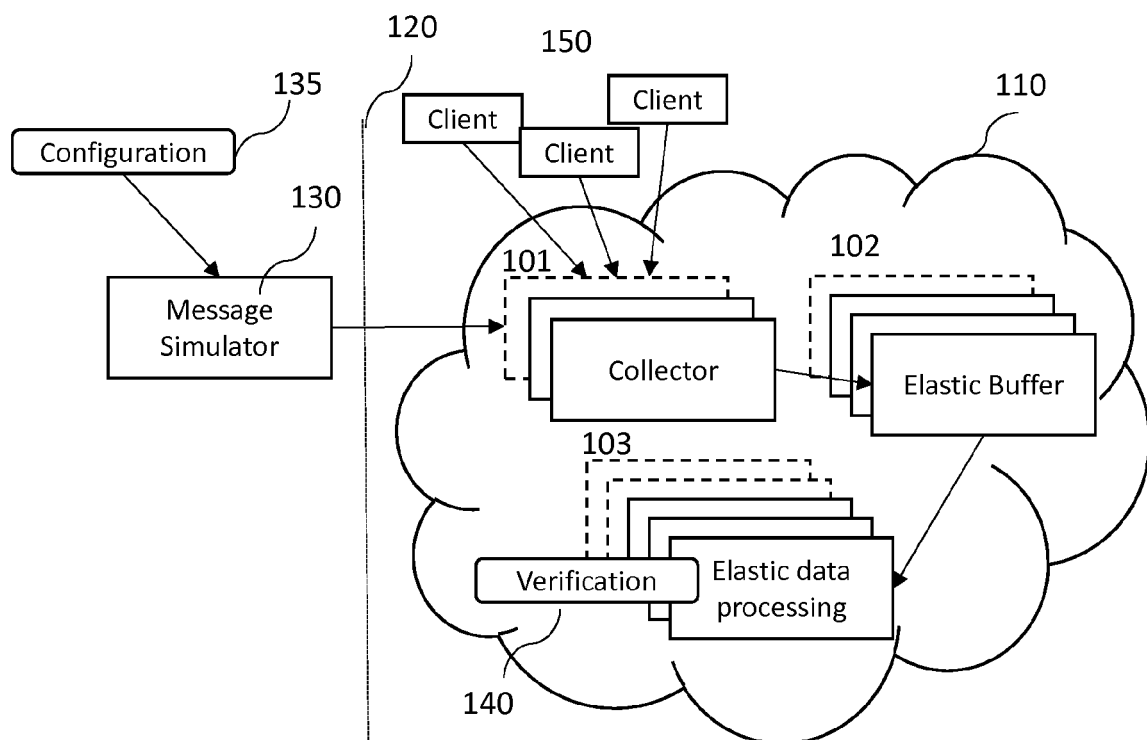 150
120
135
Client
Client
Client
110
Configuration
130
101
102
Message
Simulator
Collector
Elastic Buffer
103
Verification
Elastic data
processing
140